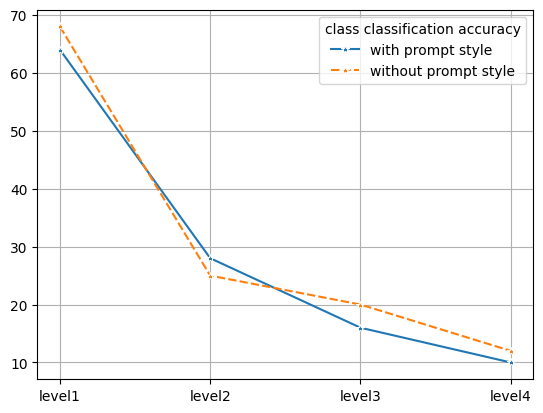 70
60
50
40
30
20
10
class classification accuracy
with prompt style
without prompt style
level1 level2 level3 level4